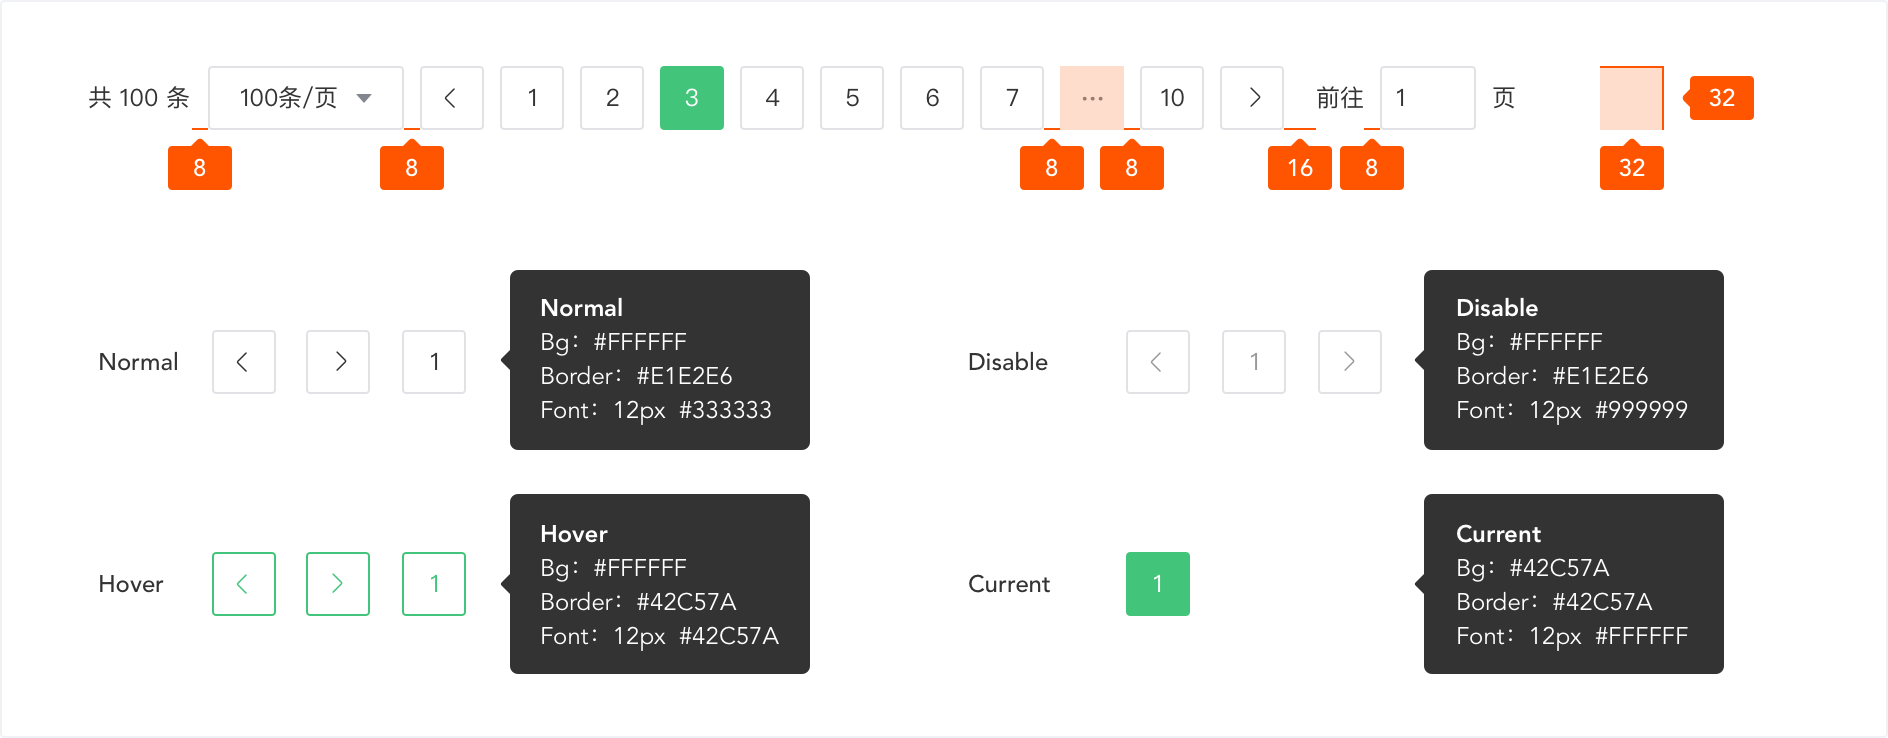 共 100 条 100条/页 1 2 3 4 5 6 7 ··· 10 前往 1 页 32
8 8 8 8 16 8 32
Normal 1
Normal
Bg：#FFFFFF
Border：#E1E2E6
Font：12px #333333
Disable 1
Disable
Bg：#FFFFFF
Border：#E1E2E6
Font：12px #999999
Hover 1
Hover
Bg：#FFFFFF
Border：#42C57A
Font：12px #42C57A
Current 1
Current
Bg：#42C57A
Border：#42C57A
Font：12px #FFFFFF